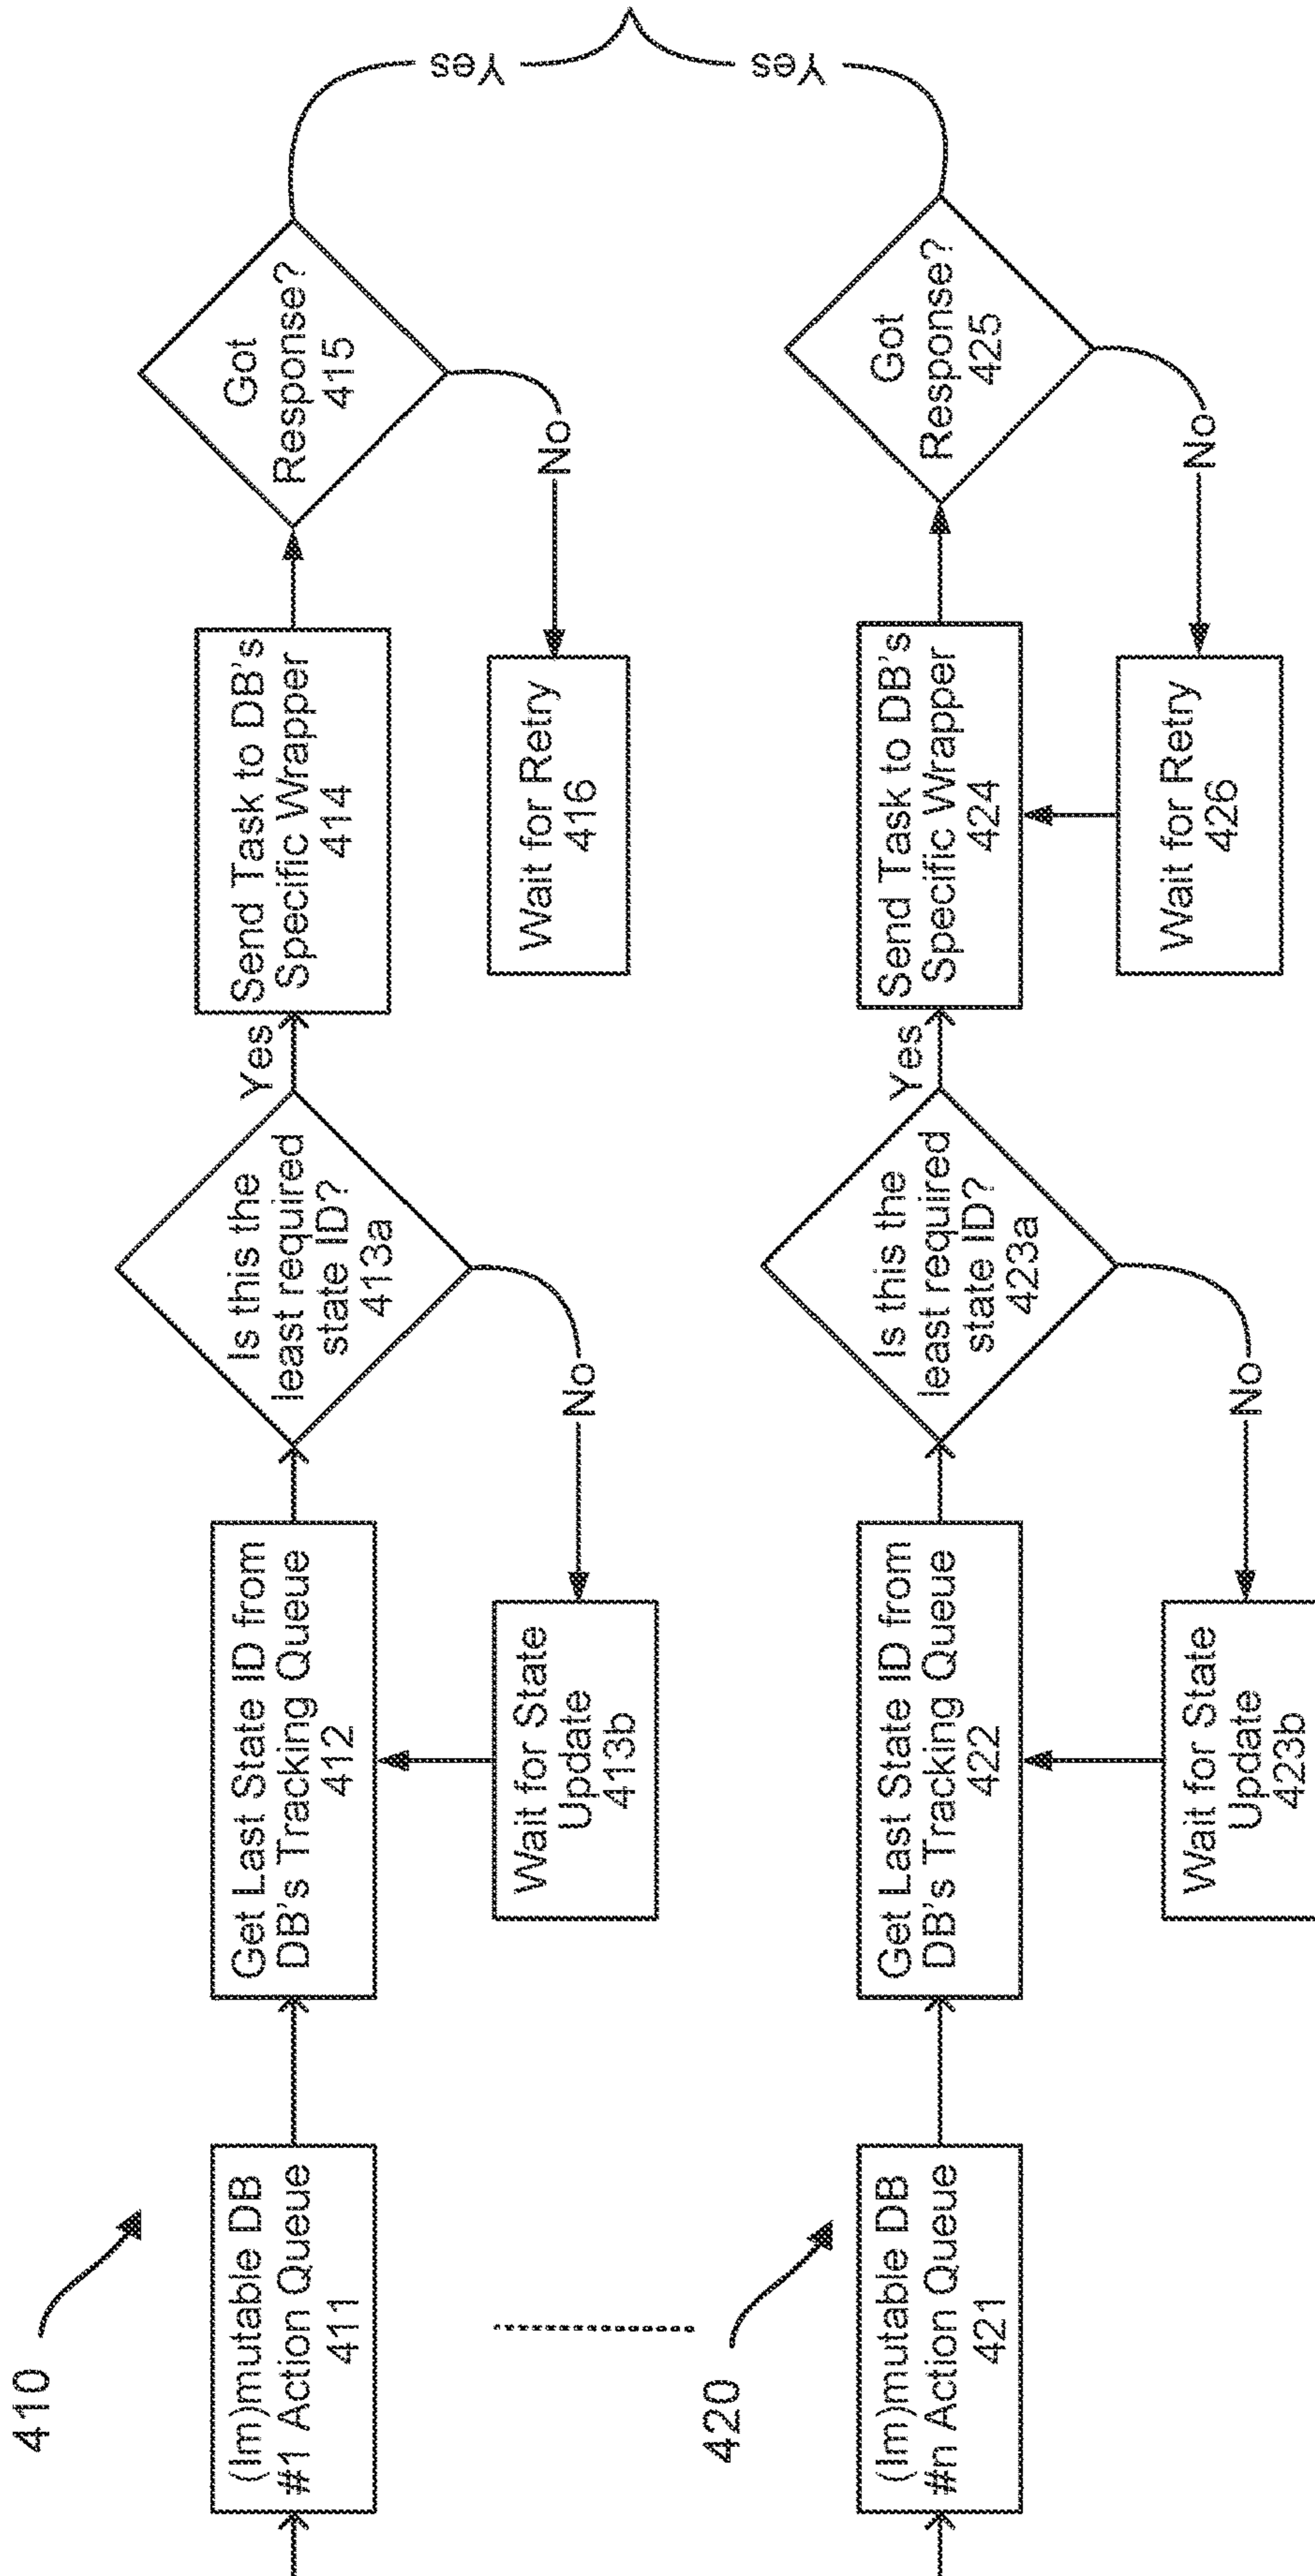 410
(Im)mutable DB
#1 Action Queue
411
Get Last State ID from
DB's Tracking Queue
412
Is this the
least required
state ID?
413a
Yes
No
Wait for State
Update
413b
Send Task to DB's
Specific Wrapper
414
Got
Response?
415
Yes
No
Wait for Retry
416
420
(Im)mutable DB
#n Action Queue
421
Get Last State ID from
DB's Tracking Queue
422
Is this the
least required
state ID?
423a
Yes
No
Wait for State
Update
423b
Send Task to DB's
Specific Wrapper
424
Got
Response?
425
Yes
No
Wait for Retry
426